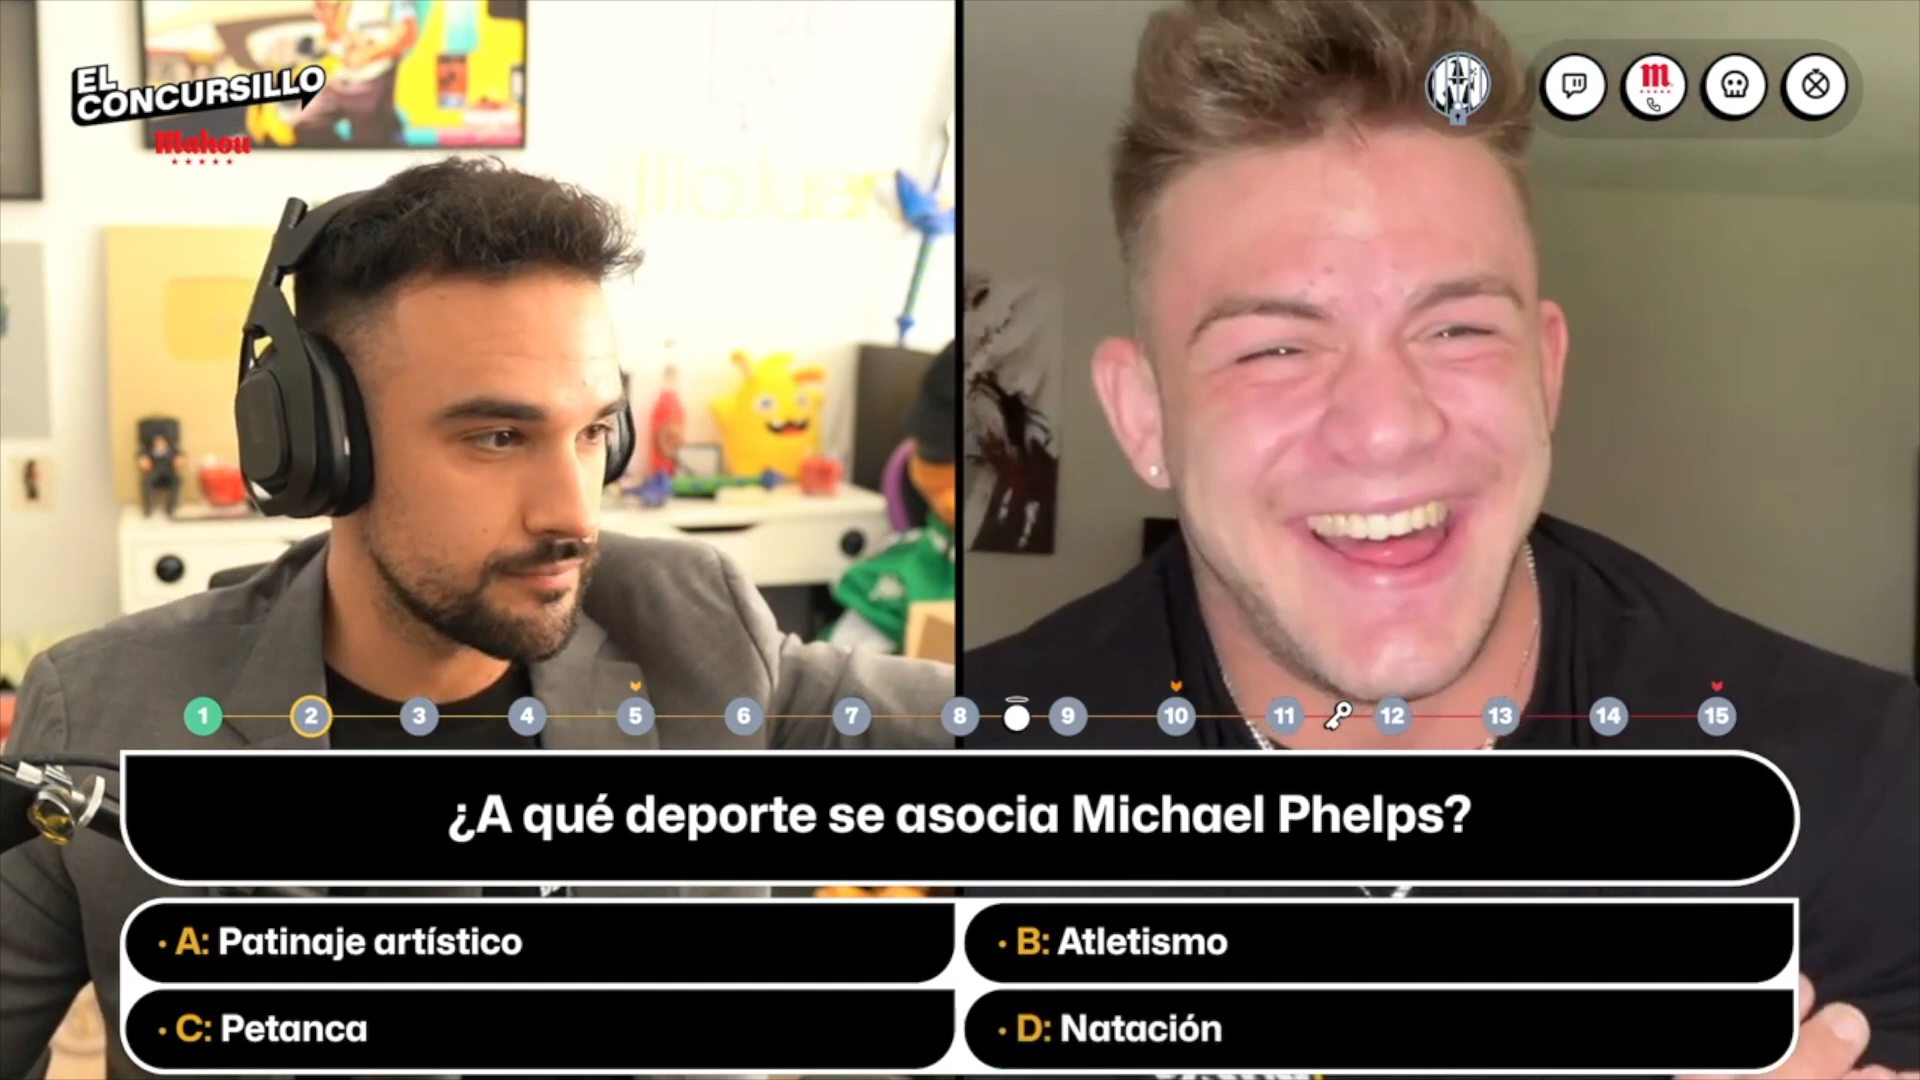 EL
CONCURSILLO
Mahou
m
1 2 3 4 5 6 7 8 9 10 11 12 13 14 15
¿A qué deporte se asocia Michael Phelps?
· A: Patinaje artístico
· B: Atletismo
· C: Petanca
· D: Natación